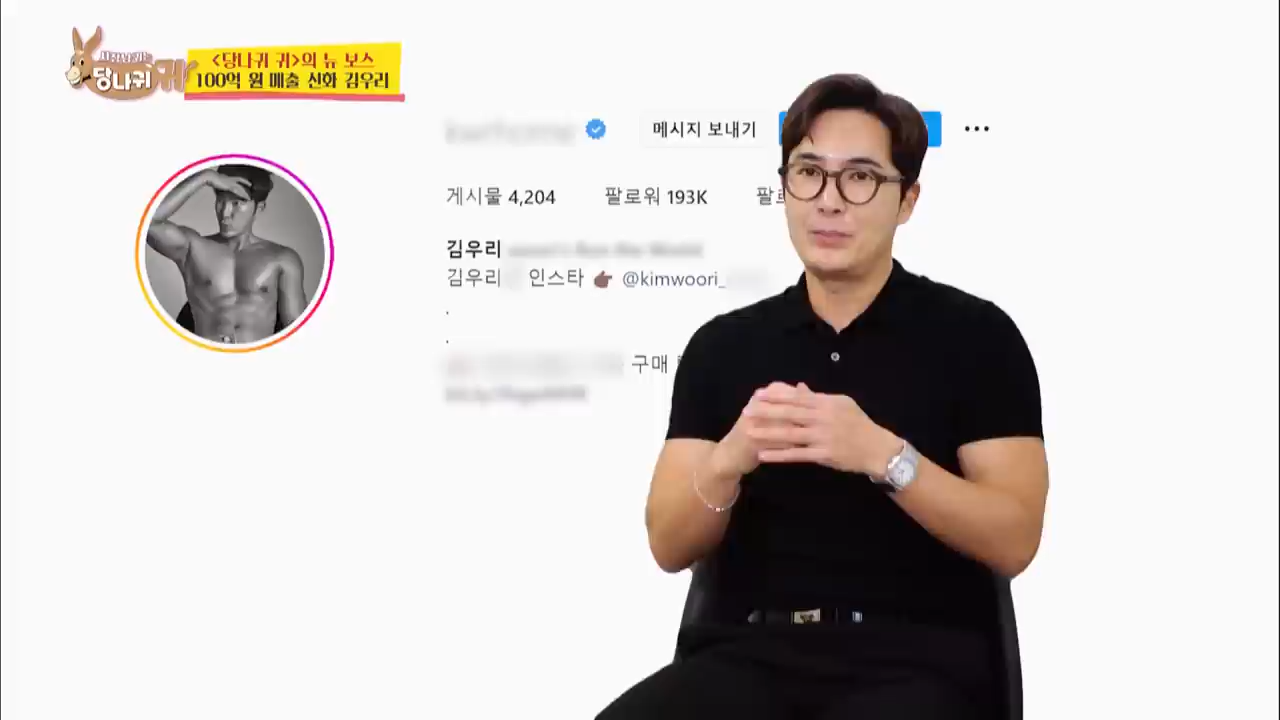 사장님 귀는
당나귀 귀
<당나귀 귀>의 뉴 보스
100억 원 매출 신화 김우리
메시지 보내기
게시물 4,204 팔로워 193K 팔로
김우리
김우리 인스타 @kimwoori_
.
.
구매